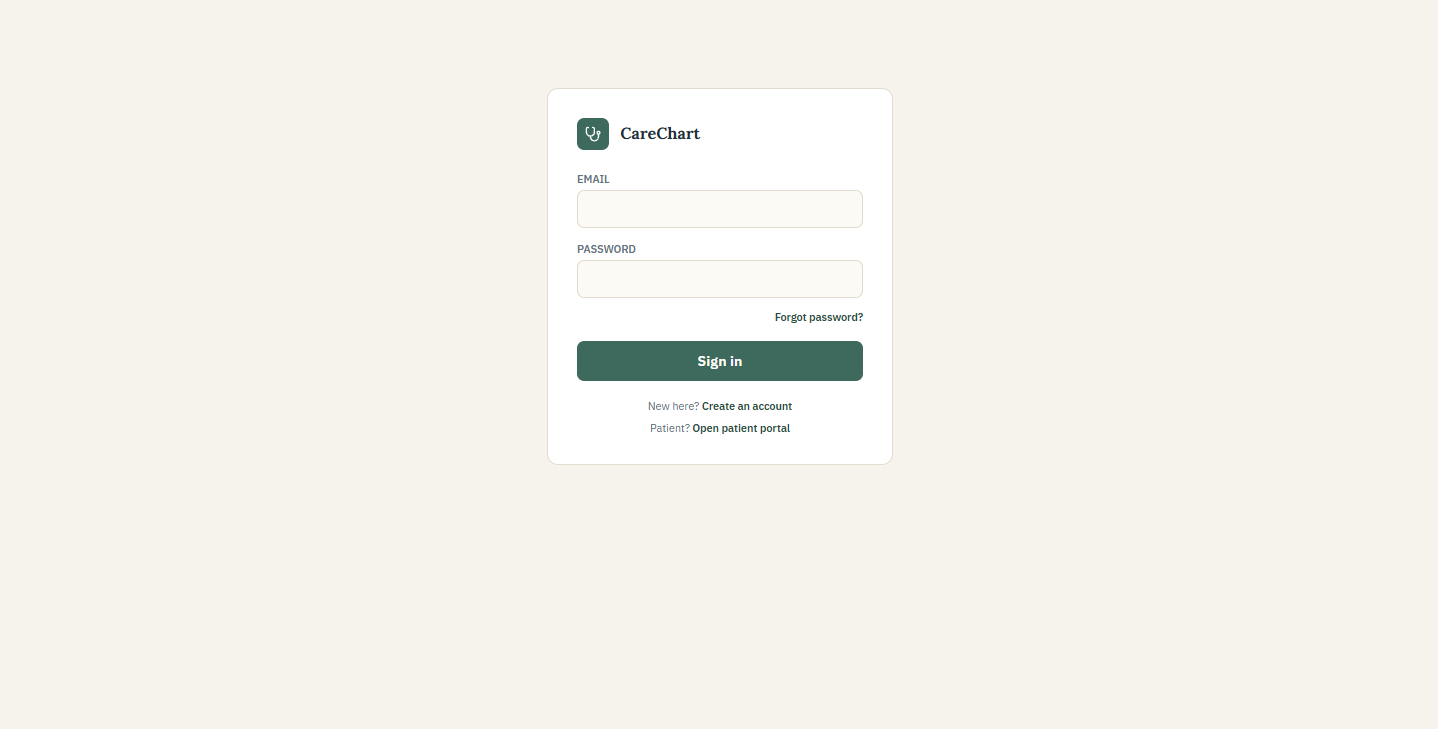 CareChart
EMAIL
PASSWORD
Forgot password?
Sign in
New here? Create an account
Patient? Open patient portal